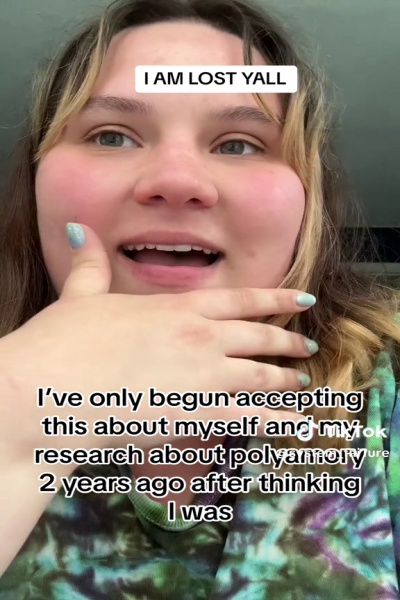 I AM LOST YALL
I've only begun accepting
this about myself and my
research about polyamory
2 years ago after thinking
I was